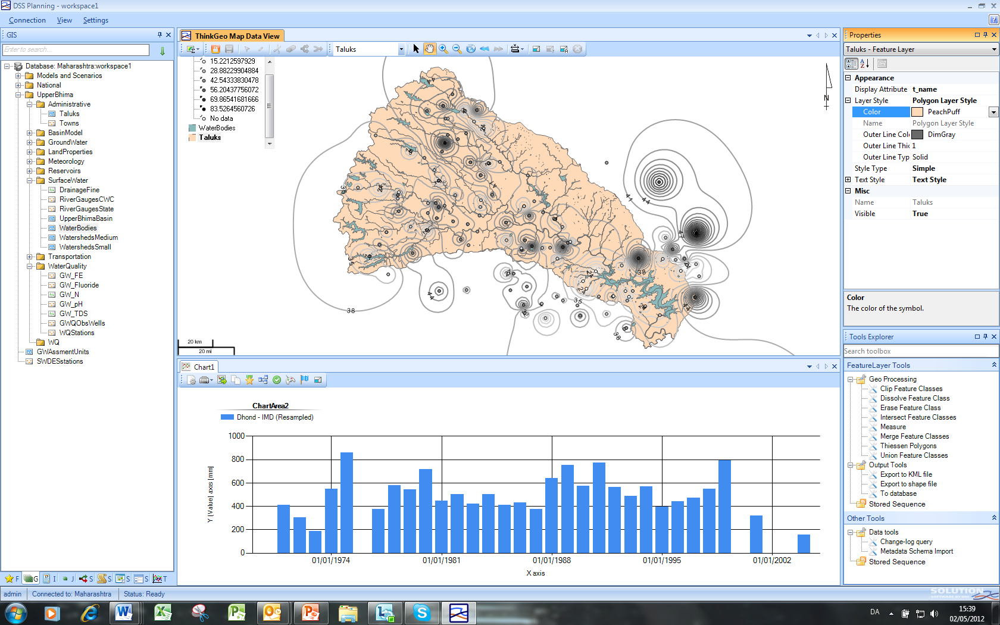 DSS Planning - workspace1
Connection View Settings
GIS
Enter to search...
Database: Maharashtra:workspace1
Models and Scenarios
National
UpperBhima
Administrative
Taluks
Towns
BasinModel
GroundWater
LandProperties
Meteorology
Reservoirs
SurfaceWater
DrainageFine
RiverGaugesCWC
RiverGaugesState
UpperBhimaBasin
WaterBodies
WatershedsMedium
WatershedsSmall
Transportation
WaterQuality
GW_FE
GW_Fluoride
GW_N
GW_pH
GW_TDS
GWQObsWells
WQStations
WQ
GWAssmentUnits
SWDESstations
F G I J S S S S T
ThinkGeo Map Data View
Taluks
15.2212597929
28.88229904884
42.54333830478
56.20437756072
69.86541681666
83.5264560726
No data
WaterBodies
Taluks
N
38
44
44
44
35
38
20 km
20 mi
Chart1
ChartArea2
Dhond - IMD (Resampled)
Y [Value] axis [mm]
1000
800
600
400
200
0
01/01/1974 01/01/1981 01/01/1988 01/01/1995 01/01/2002
X axis
Properties
Taluks - Feature Layer
Appearance
Display Attribute t_name
Layer Style Polygon Layer Style
Color PeachPuff
Name Polygon Layer Style
Outer Line Col DimGray
Outer Line Thic 1
Outer Line Typ Solid
Style Type Simple
Text Style Text Style
Misc
Name Taluks
Visible True
Color
The color of the symbol.
Tools Explorer
Search toolbox
FeatureLayer Tools
Geo Processing
Clip Feature Classes
Dissolve Feature Class
Erase Feature Class
Intersect Feature Classes
Measure
Merge Feature Classes
Thiessen Polygons
Union Feature Classes
Output Tools
Export to KML file
Export to shape file
To database
Stored Sequence
Other Tools
Data tools
Change-log query
Metadata Schema Import
Stored Sequence
admin Connected to: Maharashtra Status: Ready
SOLUTION
DA
15:39
02/05/2012